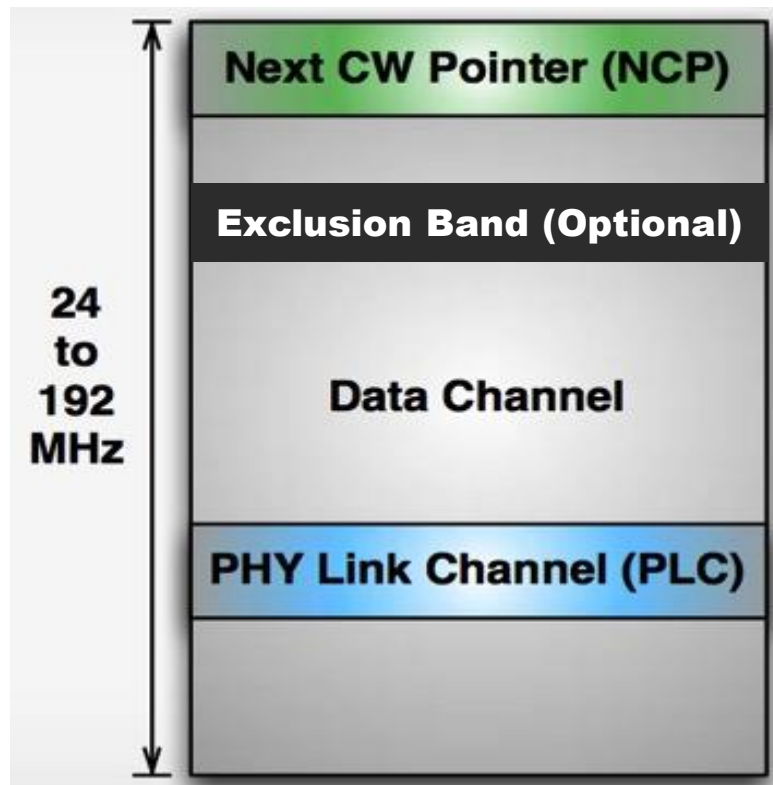 Next CW Pointer (NCP)
Exclusion Band (Optional)
24
to
192
MHz
Data Channel
PHY Link Channel (PLC)